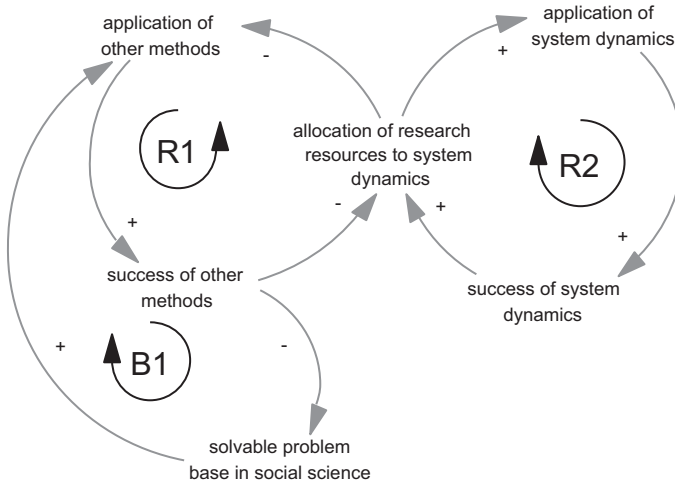 application of
other methods
-
application of
system dynamics
+
R1
allocation of research
resources to system
dynamics
R2
+
-
+
+
success of other
methods
success of system
dynamics
+
B1
-
solvable problem
base in social science